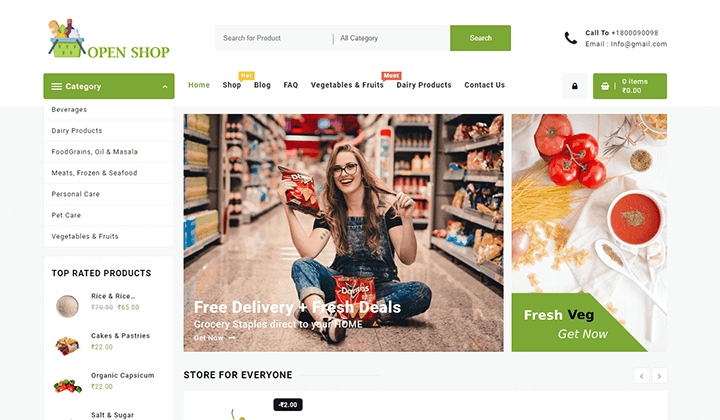 OPEN SHOP
Search for Product
All Category
Search
Call To +1800090098
Email : Info@gmail.com
Category
Home
Shop
Hot
Blog
FAQ
Vegetables & Fruits
Must
Dairy Products
Contact Us
0 items
₹0.00
Beverages
Dairy Products
FoodGrains, Oil & Masala
Meats, Frozen & Seafood
Personal Care
Pet Care
Vegetables & Fruits
TOP RATED PRODUCTS
Rice & Rice...
₹70.00 ₹65.00
Cakes & Pastries
₹22.00
Organic Capsicum
₹22.00
Salt & Sugar
Doritos
Doritos
Free Delivery + Fresh Deals
Grocery Staples direct to your HOME
Get Now
Fresh Veg
Get Now
STORE FOR EVERYONE
-₹2.00